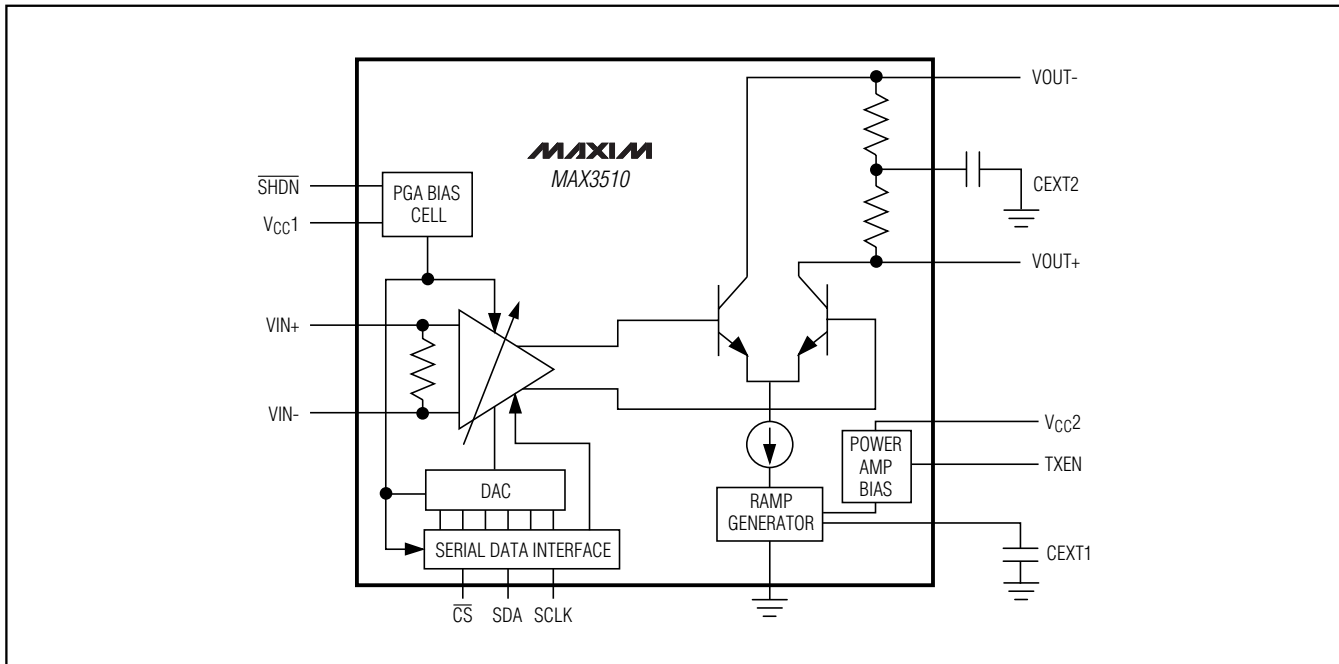 VOUT-
MAXIM
MAX3510
SHDN
PGA BIAS
CELL
CEXT2
VCC1
VOUT+
VIN+
VIN-
VCC2
POWER
AMP
BIAS
TXEN
DAC
RAMP
GENERATOR
SERIAL DATA INTERFACE
CEXT1
CS SDA SCLK